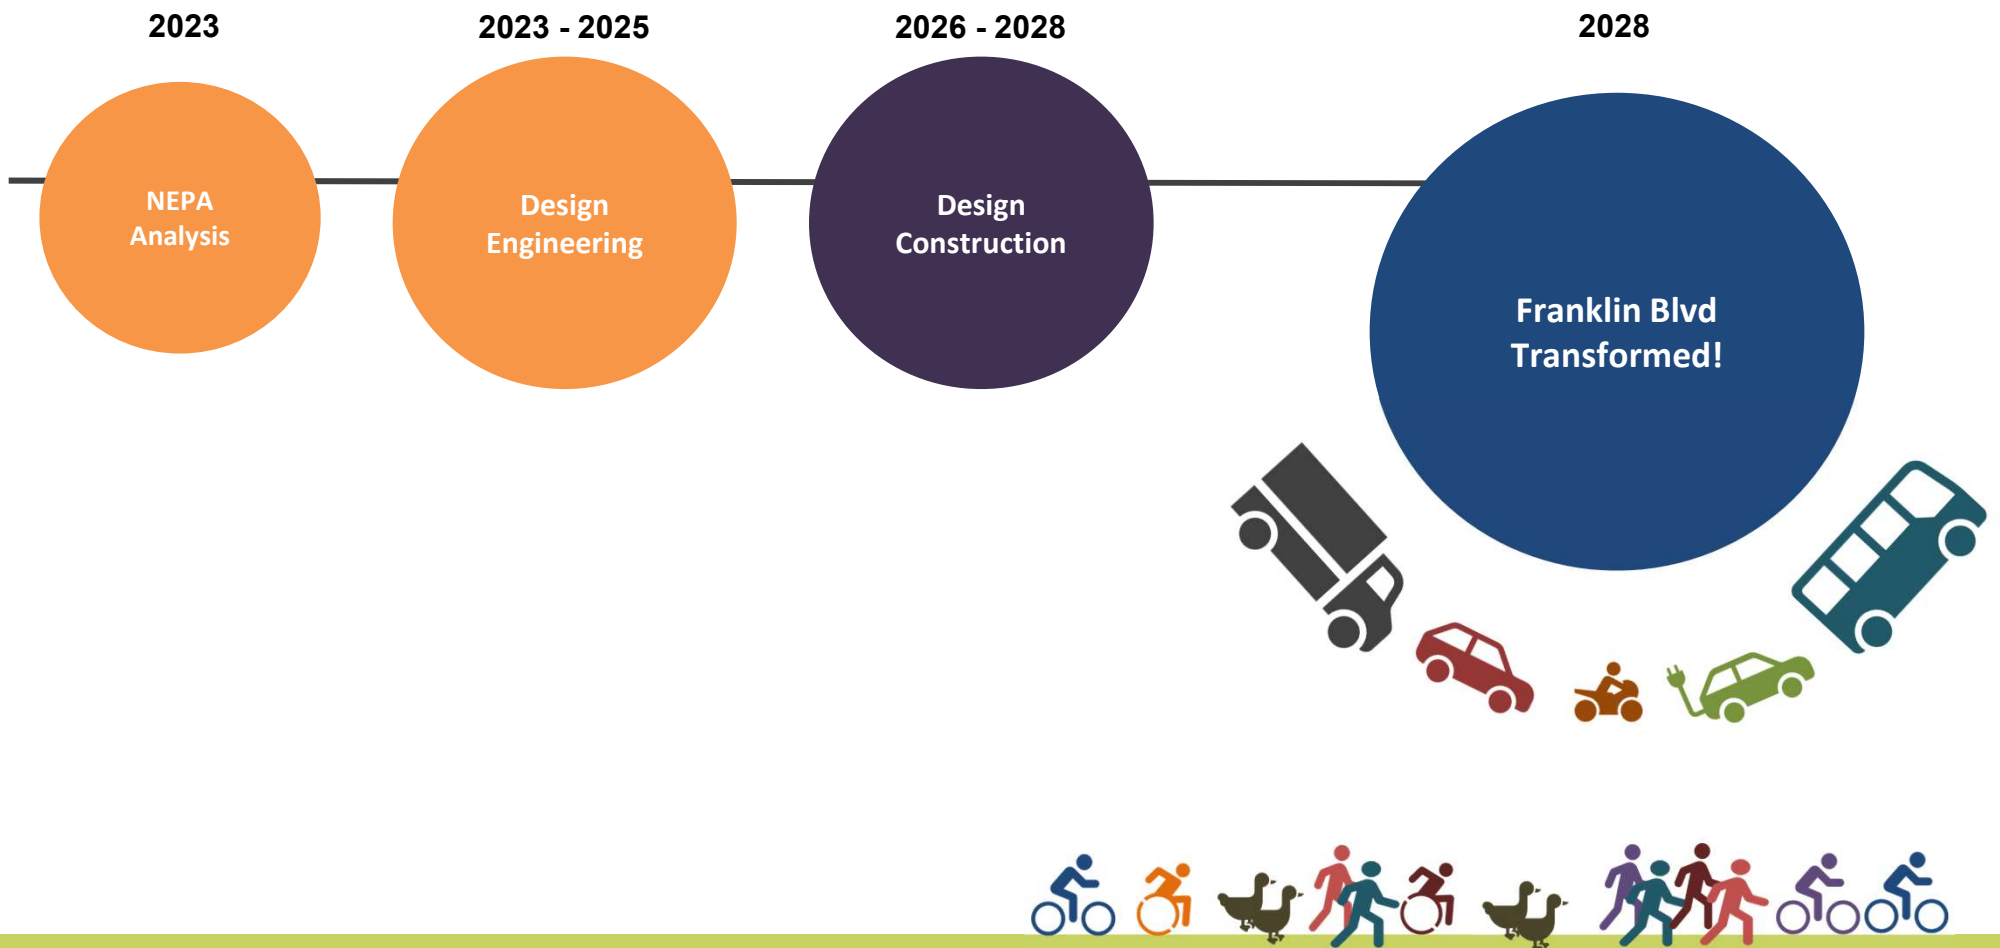 2023
2023 - 2025
2026 - 2028
2028
NEPA
Analysis
Design
Engineering
Design
Construction
Franklin Blvd
Transformed!